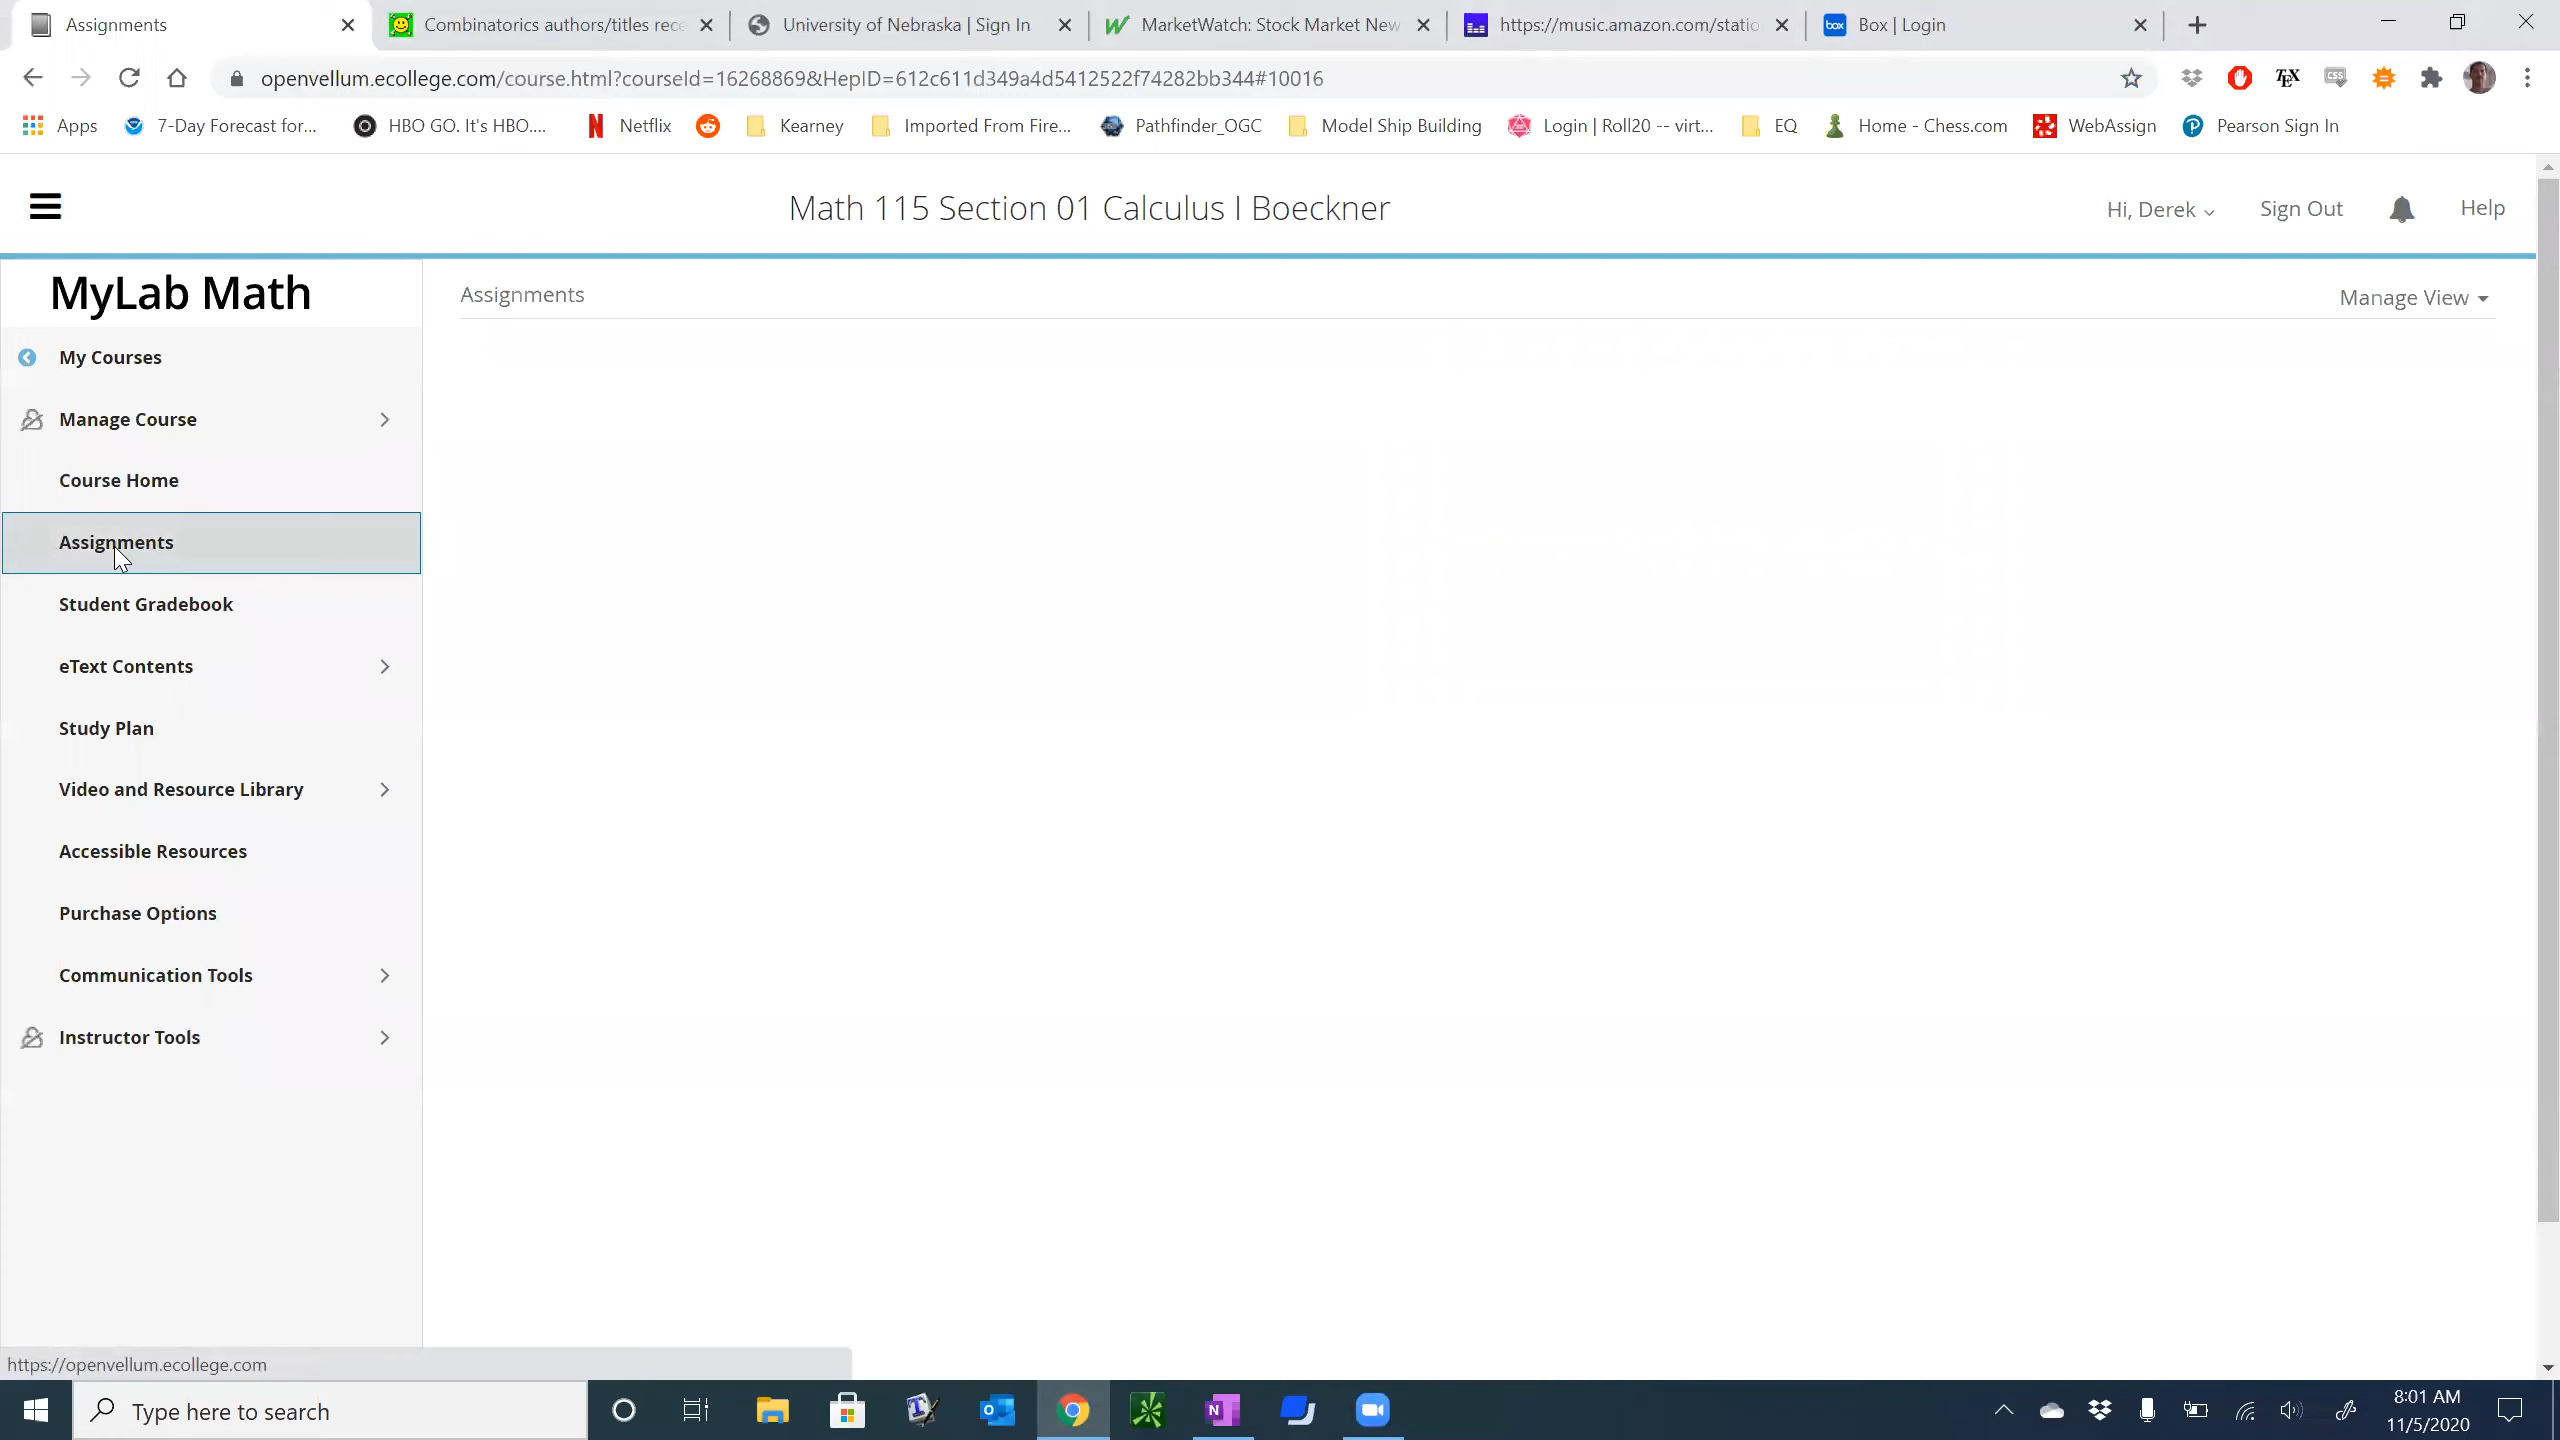 Assignments
Combinatorics authors/titles rece
University of Nebraska | Sign In
MarketWatch: Stock Market New
https://music.amazon.com/statio
Box | Login
openvellum.ecollege.com/course.html?courseId=16268869&HepID=612c611d349a4d5412522f74282bb344#10016
Apps
7-Day Forecast for...
HBO GO. It's HBO....
Netflix
Kearney
Imported From Fire...
Pathfinder_OGC
Model Ship Building
Login | Roll20 -- virt...
EQ
Home - Chess.com
WebAssign
Pearson Sign In
Math 115 Section 01 Calculus I Boeckner
Hi, Derek
Sign Out
Help
MyLab Math
Assignments
Manage View
My Courses
Manage Course
Course Home
Assignments
Student Gradebook
eText Contents
Study Plan
Video and Resource Library
Accessible Resources
Purchase Options
Communication Tools
Instructor Tools
https://openvellum.ecollege.com
Type here to search
8:01 AM
11/5/2020